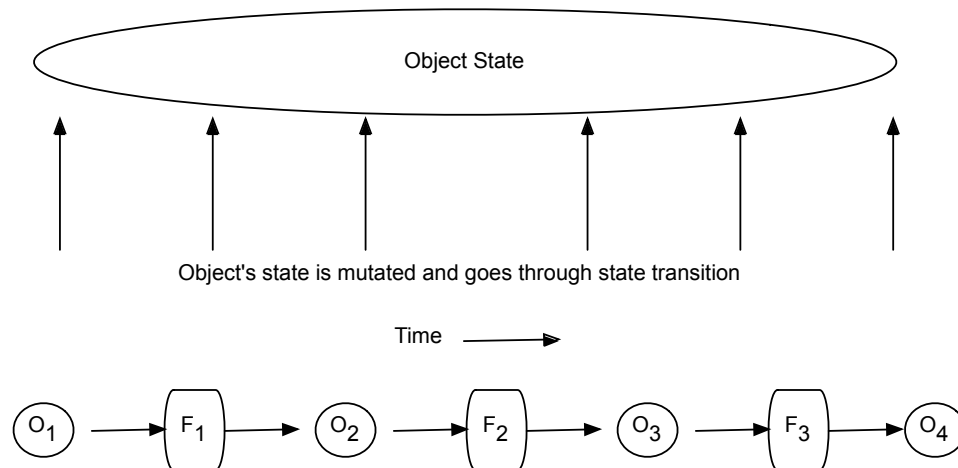 Object State
Object's state is mutated and goes through state transition
Time
O1 F1 O2 F2 O3 F3 O4